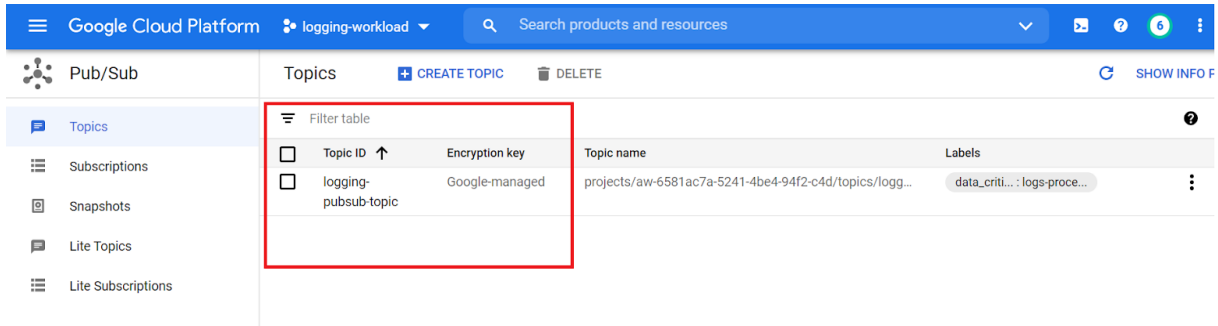 Google Cloud Platform logging-workload Search products and resources 6
Pub/Sub Topics CREATE TOPIC DELETE SHOW INFO P
Topics
Subscriptions
Snapshots
Lite Topics
Lite Subscriptions
Filter table
Topic ID Encryption key Topic name Labels
logging- Google-managed projects/aw-6581ac7a-5241-4be4-94f2-c4d/topics/logg... data_criti... : logs-proce...
pubsub-topic